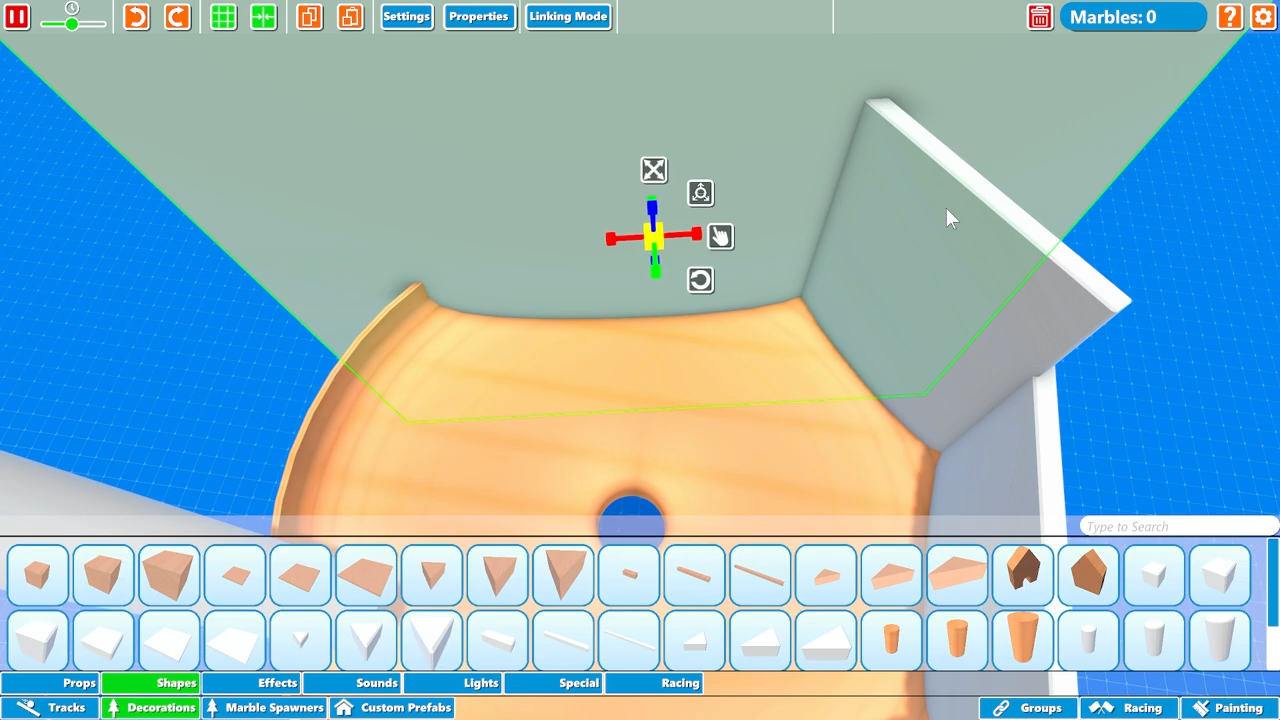 Settings
Properties
Linking Mode
Marbles: 0
?
Type to Search
Props
Shapes
Effects
Sounds
Lights
Special
Racing
Tracks
Decorations
Marble Spawners
Custom Prefabs
Groups
Racing
Painting